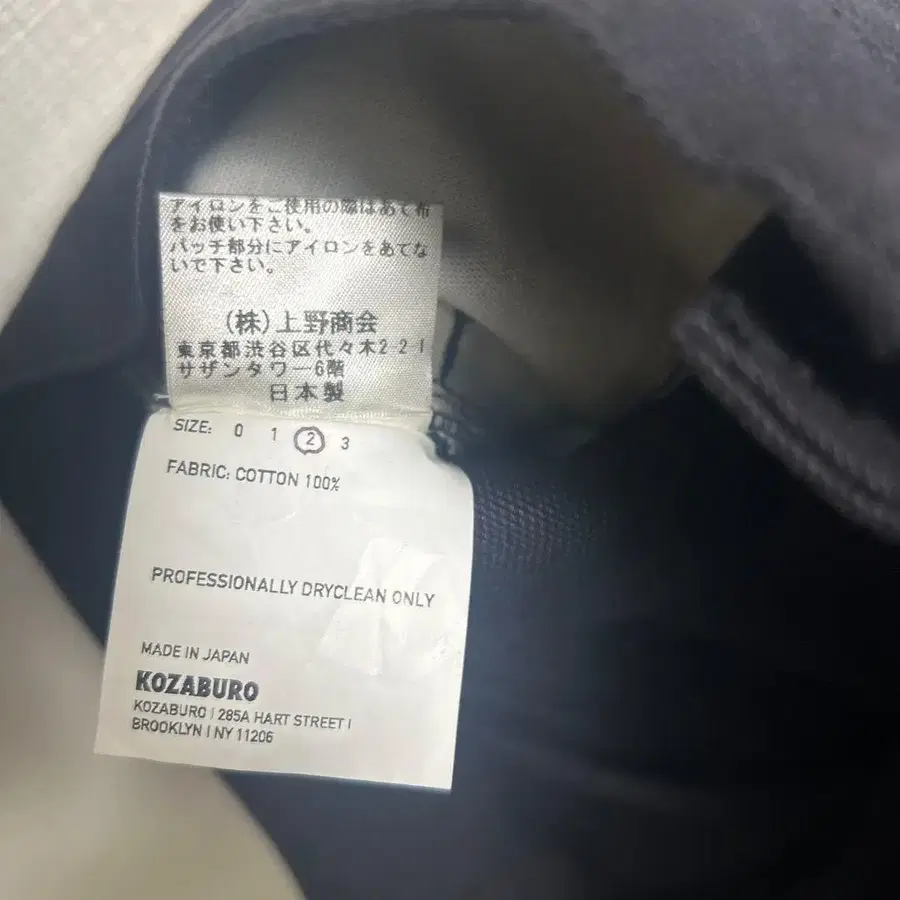 アイロンをご使用の際はあて布
をお使い下さい。
パッチ部分にアイロンをあてな
いで下さい。
(株)上野商会
東京都渋谷区代々木2 2 1
サザンタワー6階
日本製
SIZE: 0 1 2 3
FABRIC: COTTON 100%
PROFESSIONALLY DRYCLEAN ONLY
MADE IN JAPAN
KOZABURO
KOZABURO | 285A HART STREET |
BROOKLYN | NY 11206